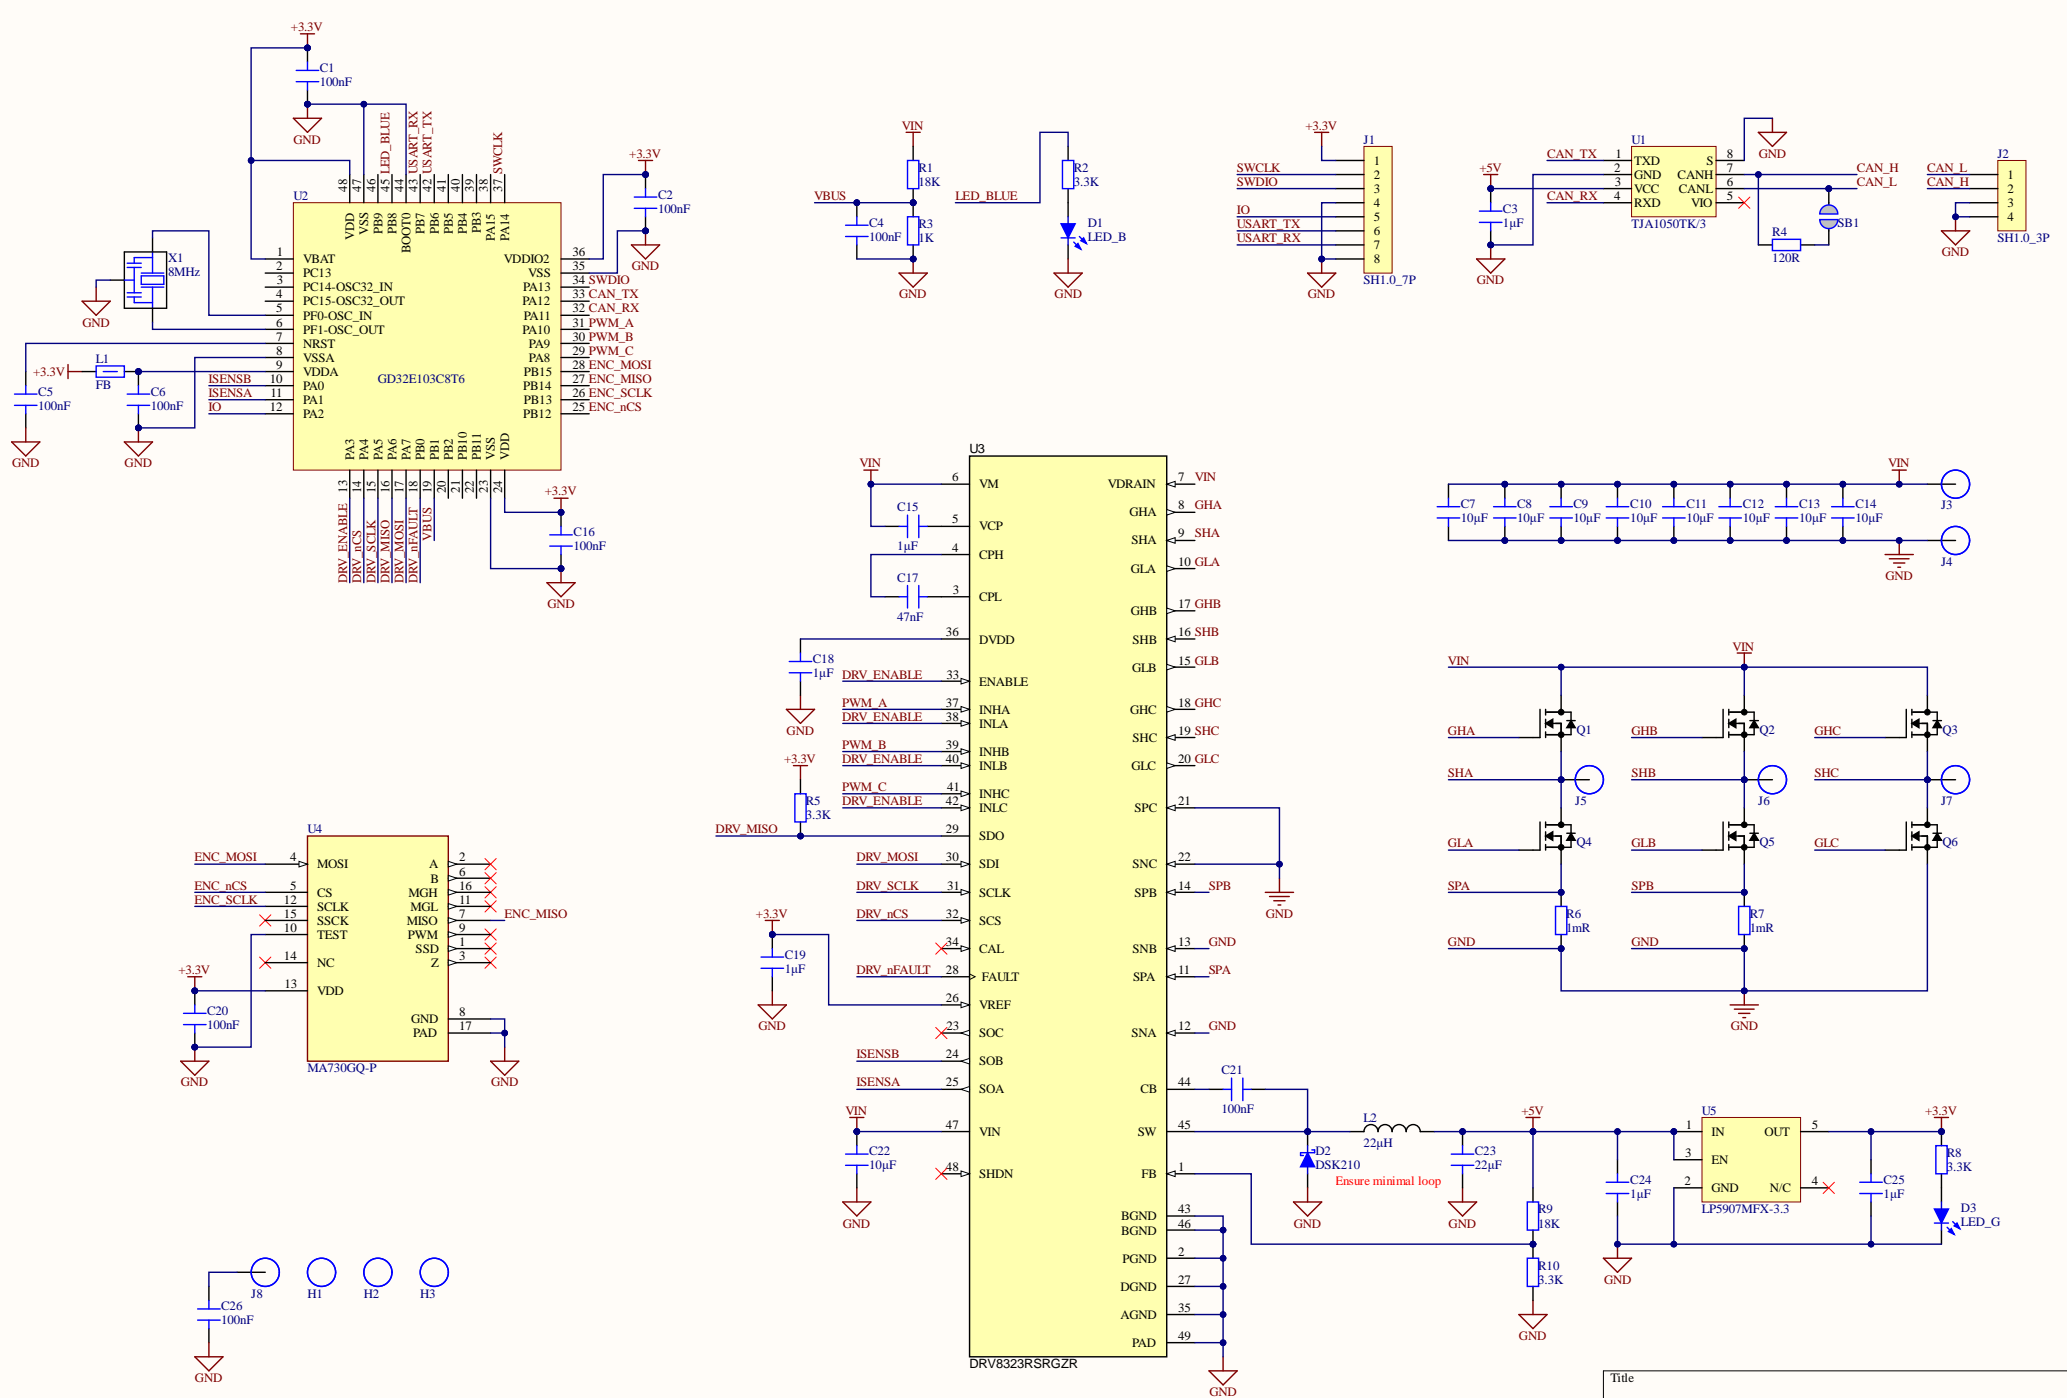 +3.3V
C1
100nF
GND
LED_BLUE
USART_RX
USART_TX
SWCLK
48
47
46
45
44
43
42
41
40
39
38
37
U2
VDD
VSS
PB9
PB8
BOOT0
PB7
PB6
PB5
PB4
PB3
PA15
PA14
+3.3V
C2
100nF
GND
X1
8MHz
GND
1 VBAT
2 PC13
3 PC14-OSC32_IN
4 PC15-OSC32_OUT
5 PF0-OSC_IN
6 PF1-OSC_OUT
7 NRST
8 VSSA
9 VDDA
ISENSB 10 PA0
ISENSA 11 PA1
IO 12 PA2
VDDIO2 36
VSS 35
PA13 34 SWDIO
PA12 33 CAN_TX
PA11 32 CAN_RX
PA10 31 PWM_A
PA9 30 PWM_B
PA8 29 PWM_C
PB15 28 ENC_MOSI
PB14 27 ENC_MISO
PB13 26 ENC_SCLK
PB12 25 ENC_nCS
GD32E103C8T6
+3.3V
L1
FB
C5
100nF
GND
C6
100nF
GND
PA3
PA4
PA5
PA6
PA7
PB0
PB1
PB2
PB10
PB11
VSS
VDD
13
14
15
16
17
18
19
20
21
22
23
24
DRV_ENABLE
DRV_nCS
DRV_SCLK
DRV_MISO
DRV_MOSI
DRV_nFAULT
VBUS
+3.3V
C16
100nF
GND
VIN
R1
18K
VBUS
C4
100nF
R3
1K
GND
LED_BLUE
R2
3.3K
D1
LED_B
GND
+3.3V
J1
SWCLK
SWDIO
IO
USART_TX
USART_RX
1
2
3
4
5
6
7
8
GND
SH1.0_7P
U1
CAN_TX 1 TXD
2 GND
3 VCC
CAN_RX 4 RXD
S 8
CANH 7
CANL 6
VIO 5
TJA1050TK/3
+5V
C3
1µF
GND
GND
CAN_H
CAN_L
SB1
R4
120R
J2
CAN_L 1
CAN_H 2
3
4
GND
SH1.0_3P
U3
VIN
6 VM
C15
1µF
5 VCP
4 CPH
C17
47nF
3 CPL
36 DVDD
C18
1µF
GND
DRV_ENABLE 33 ENABLE
PWM_A 37 INHA
DRV_ENABLE 38 INLA
PWM_B 39 INHB
DRV_ENABLE 40 INLB
PWM_C 41 INHC
DRV_ENABLE 42 INLC
+3.3V
R5
3.3K
DRV_MISO 29 SDO
DRV_MOSI 30 SDI
DRV_SCLK 31 SCLK
DRV_nCS 32 SCS
34 CAL
DRV_nFAULT 28 FAULT
+3.3V
C19
1µF
GND
26 VREF
23 SOC
ISENSB 24 SOB
ISENSA 25 SOA
VIN
47 VIN
C22
10µF
GND
48 SHDN
VDRAIN 7 VIN
GHA 8 GHA
SHA 9 SHA
GLA 10 GLA
GHB 17 GHB
SHB 16 SHB
GLB 15 GLB
GHC 18 GHC
SHC 19 SHC
GLC 20 GLC
SPC 21
SNC 22
GND
SPB 14 SPB
SNB 13 GND
SPA 11 SPA
SNA 12 GND
CB 44
SW 45
FB 1
BGND 43
BGND 46
PGND 2
DGND 27
AGND 35
PAD 49
GND
DRV8323RSRGZR
VIN
J3
C7
10µF
C8
10µF
C9
10µF
C10
10µF
C11
10µF
C12
10µF
C13
10µF
C14
10µF
GND
J4
VIN
VIN
GHA
Q1
GHB
Q2
GHC
Q3
SHA
J5
SHB
J6
SHC
J7
GLA
Q4
GLB
Q5
GLC
Q6
SPA
SPB
R6
1mR
R7
1mR
GND
GND
GND
U4
ENC_MOSI 4 MOSI
ENC_nCS 5 CS
ENC_SCLK 12 SCLK
15 SSCK
10 TEST
14 NC
13 VDD
A 2
B 6
MGH 16
MGL 11
MISO 7 ENC_MISO
PWM 9
SSD 1
Z 3
GND 8
PAD 17
+3.3V
C20
100nF
GND
MA730GQ-P
GND
C21
100nF
D2
DSK210
GND
L2
22µH
Ensure minimal loop
C23
22µF
GND
+5V
R9
18K
R10
3.3K
GND
C24
1µF
GND
U5
1 IN
3 EN
2 GND
OUT 5
N/C 4
LP5907MFX-3.3
C25
1µF
+3.3V
R8
3.3K
D3
LED_G
J8
H1
H2
H3
C26
100nF
GND
Title